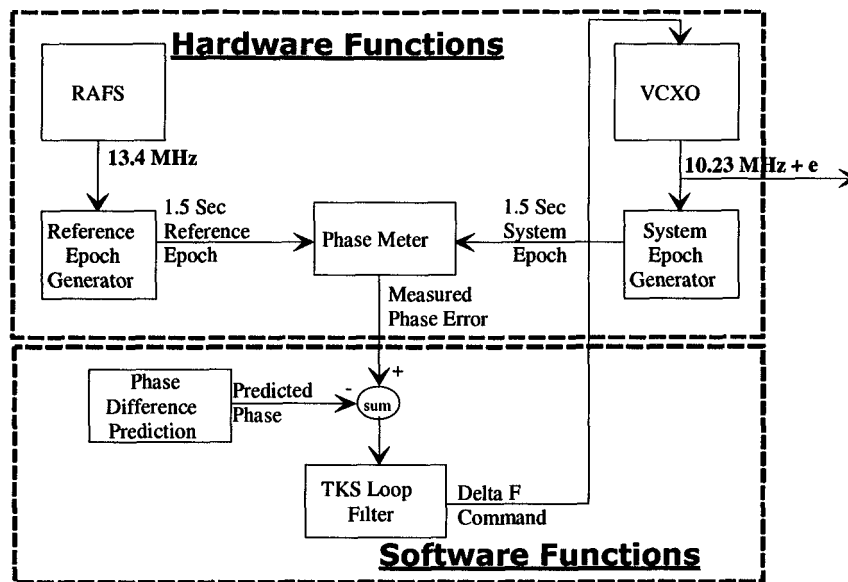 Hardware Functions
RAFS
VCXO
13.4 MHz
10.23 MHz + e
Reference
Epoch
Generator
1.5 Sec
Reference
Epoch
Phase Meter
1.5 Sec
System
Epoch
System
Epoch
Generator
Measured
Phase Error
Phase
Difference
Prediction
Predicted
Phase
-
+
sum
TKS Loop
Filter
Delta F
Command
Software Functions